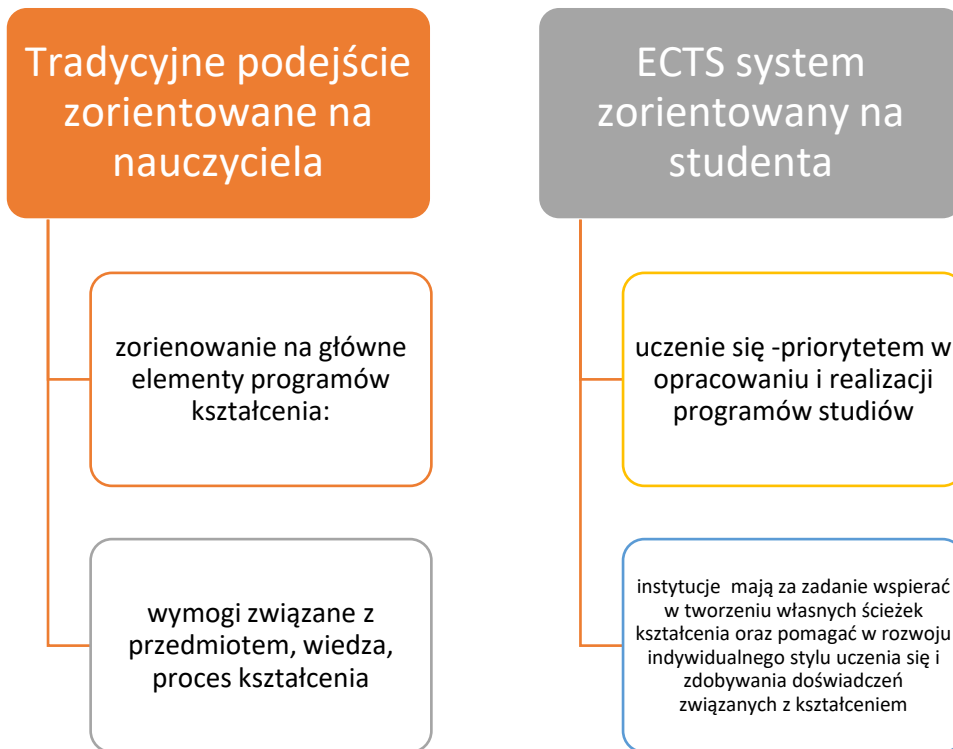 Tradycyjne podejście
zorientowane na
nauczyciela
zorienowanie na główne
elementy programów
kształcenia:
wymogi związane z
przedmiotem, wiedza,
proces kształcenia
ECTS system
zorientowany na
studenta
uczenie się -priorytetem w
opracowaniu i realizacji
programów studiów
instytucje mają za zadanie wspierać
w tworzeniu własnych ścieżek
kształcenia oraz pomagać w rozwoju
indywidualnego stylu uczenia się i
zdobywania doświadczeń
związanych z kształceniem